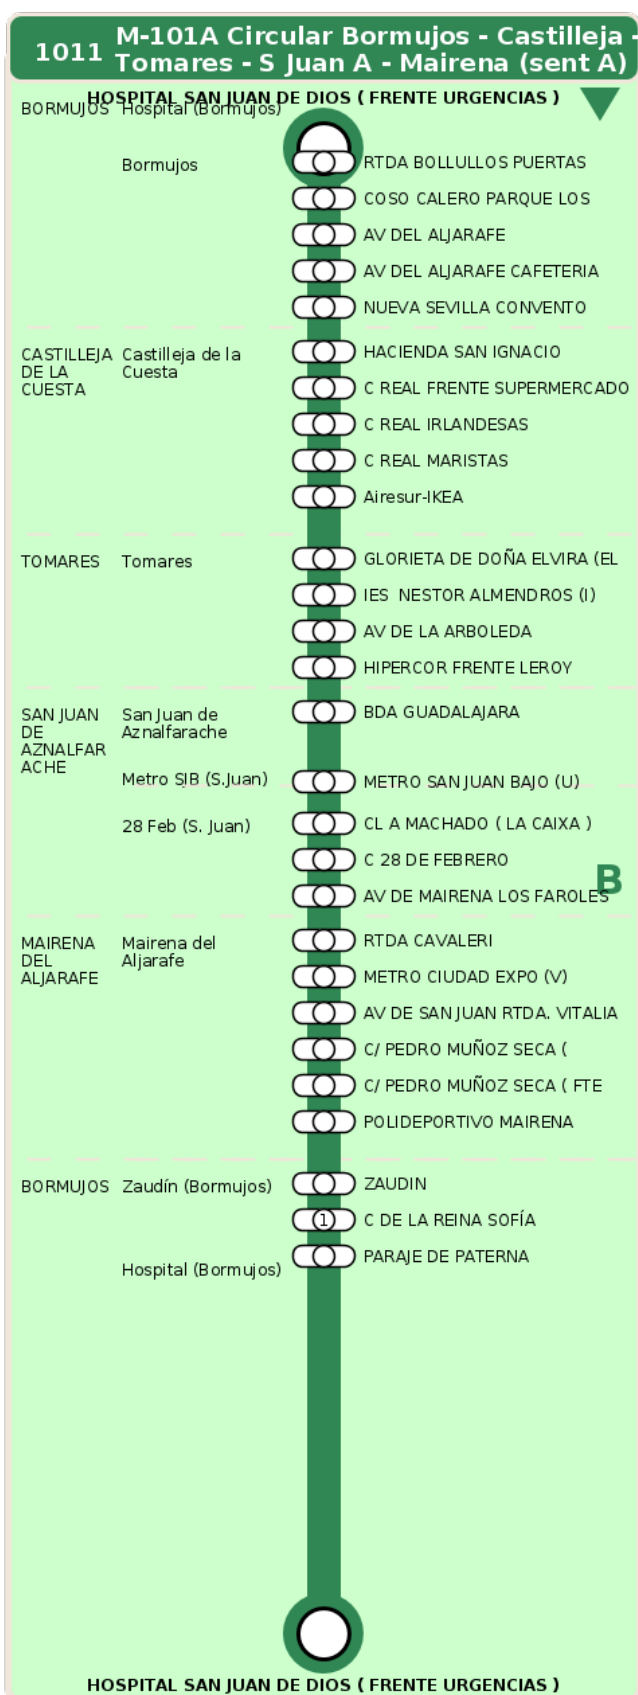 1011
M-101A Circular Bormujos - Castilleja -
Tomares - S Juan A - Mairena (sent A)
HOSPITAL SAN JUAN DE DIOS ( FRENTE URGENCIAS )
BORMUJOS Hospital (Bormujos)
Bormujos RTDA BOLLULLOS PUERTAS
COSO CALERO PARQUE LOS
AV DEL ALJARAFE
AV DEL ALJARAFE CAFETERIA
NUEVA SEVILLA CONVENTO
CASTILLEJA
DE LA
CUESTA
Castilleja de la
Cuesta
HACIENDA SAN IGNACIO
C REAL FRENTE SUPERMERCADO
C REAL IRLANDESAS
C REAL MARISTAS
Airesur-IKEA
TOMARES Tomares GLORIETA DE DOÑA ELVIRA (EL
IES NESTOR ALMENDROS (I)
AV DE LA ARBOLEDA
HIPERCOR FRENTE LEROY
SAN JUAN
DE
AZNALFAR
ACHE
San Juan de
Aznalfarache
BDA GUADALAJARA
Metro SJB (S.Juan) METRO SAN JUAN BAJO (U)
28 Feb (S. Juan) CL A MACHADO ( LA CAIXA )
C 28 DE FEBRERO
B
AV DE MAIRENA LOS FAROLES
MAIRENA
DEL
ALJARAFE
Mairena del
Aljarafe
RTDA CAVALERI
METRO CIUDAD EXPO (V)
AV DE SAN JUAN RTDA. VITALIA
C/ PEDRO MUÑOZ SECA (
C/ PEDRO MUÑOZ SECA ( FTE
POLIDEPORTIVO MAIRENA
BORMUJOS Zaudín (Bormujos) ZAUDIN
1 C DE LA REINA SOFÍA
PARAJE DE PATERNA
Hospital (Bormujos)
HOSPITAL SAN JUAN DE DIOS ( FRENTE URGENCIAS )